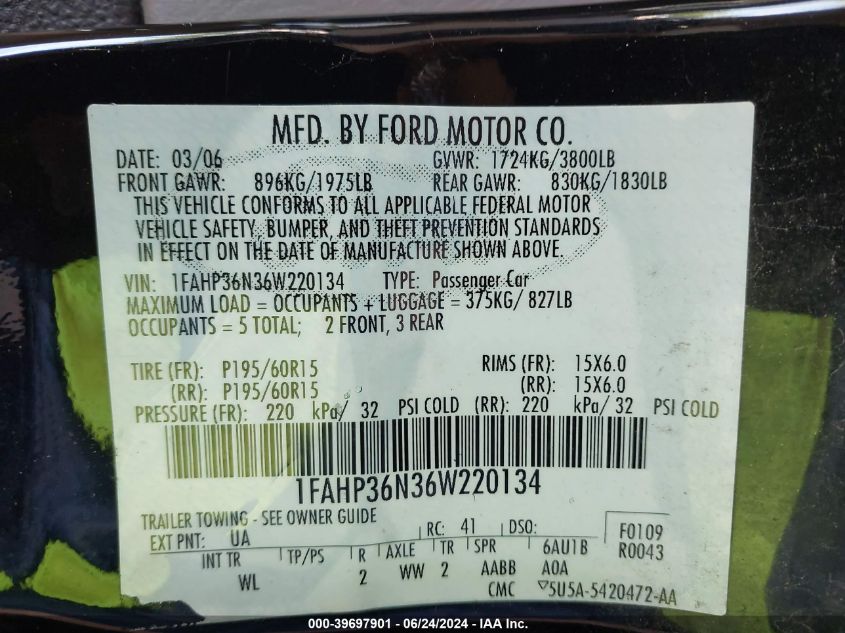 MFD. BY FORD MOTOR CO.
DATE: 03/06 GVWR: 1724KG/3800LB
FRONT GAWR: 896KG/1975LB REAR GAWR: 830KG/1830LB
THIS VEHICLE CONFORMS TO ALL APPLICABLE FEDERAL MOTOR
VEHICLE SAFETY, BUMPER, AND THEFT PREVENTION STANDARDS
IN EFFECT ON THE DATE OF MANUFACTURE SHOWN ABOVE.
VIN: 1FAHP36N36W220134 TYPE: Passenger Car
MAXIMUM LOAD = OCCUPANTS + LUGGAGE = 375KG/ 827LB
OCCUPANTS = 5 TOTAL; 2 FRONT, 3 REAR
TIRE (FR): P195/60R15 RIMS (FR): 15X6.0
(RR): P195/60R15 (RR): 15X6.0
PRESSURE (FR): 220 kPa/ 32 PSI COLD (RR): 220 kPa/ 32 PSI COLD
1FAHP36N36W220134
TRAILER TOWING - SEE OWNER GUIDE
EXT PNT: UA RC: 41 DSO: F0109
R0043
INT TR TP/PS R AXLE TR SPR 6AU1B
WL 2 WW 2 AABB A0A
CMC 5U5A-5420472-AA
000-39697901 - 06/24/2024 - IAA Inc.